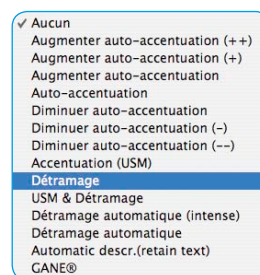 ✓ Aucun
Augmenter auto-accentuation (++)
Augmenter auto-accentuation (+)
Augmenter auto-accentuation
Auto-accentuation
Diminuer auto-accentuation
Diminuer auto-accentuation (-)
Diminuer auto-accentuation (--)
Accentuation (USM)
Détramage
USM & Détramage
Détramage automatique (intense)
Détramage automatique
Automatic descr.(retain text)
GANE®